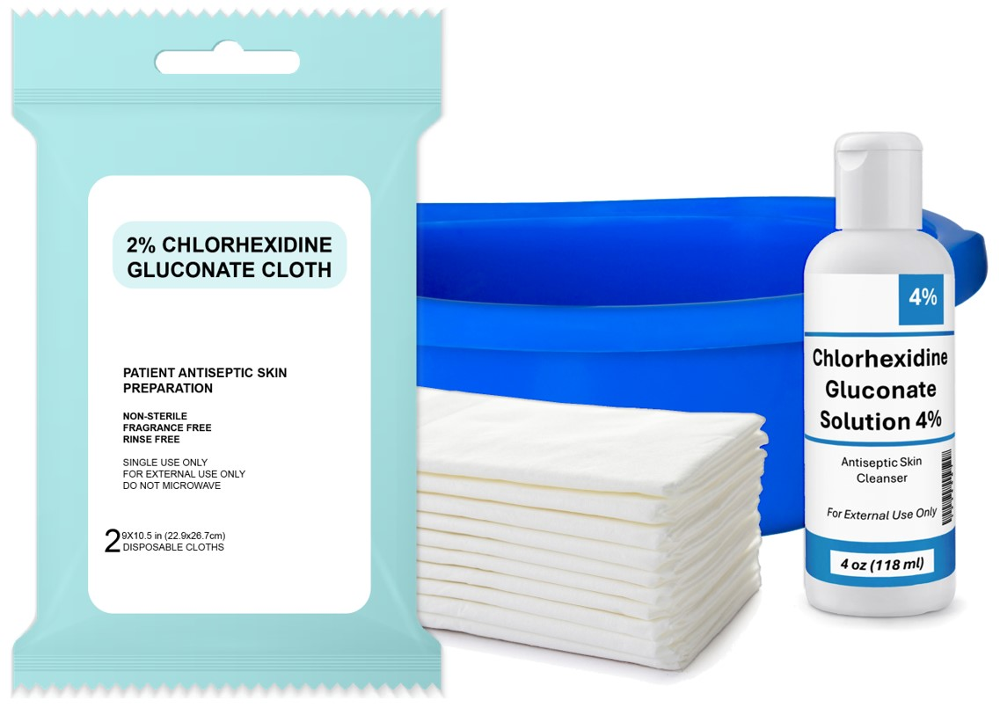 2% CHLORHEXIDINE
GLUCONATE CLOTH
PATIENT ANTISEPTIC SKIN
PREPARATION
NON-STERILE
FRAGRANCE FREE
RINSE FREE
SINGLE USE ONLY
FOR EXTERNAL USE ONLY
DO NOT MICROWAVE
2 9X10.5 in (22.9x26.7cm)
DISPOSABLE CLOTHS
4%
Chlorhexidine
Gluconate
Solution 4%
Antiseptic Skin
Cleanser
For External Use Only
4 oz (118 ml)